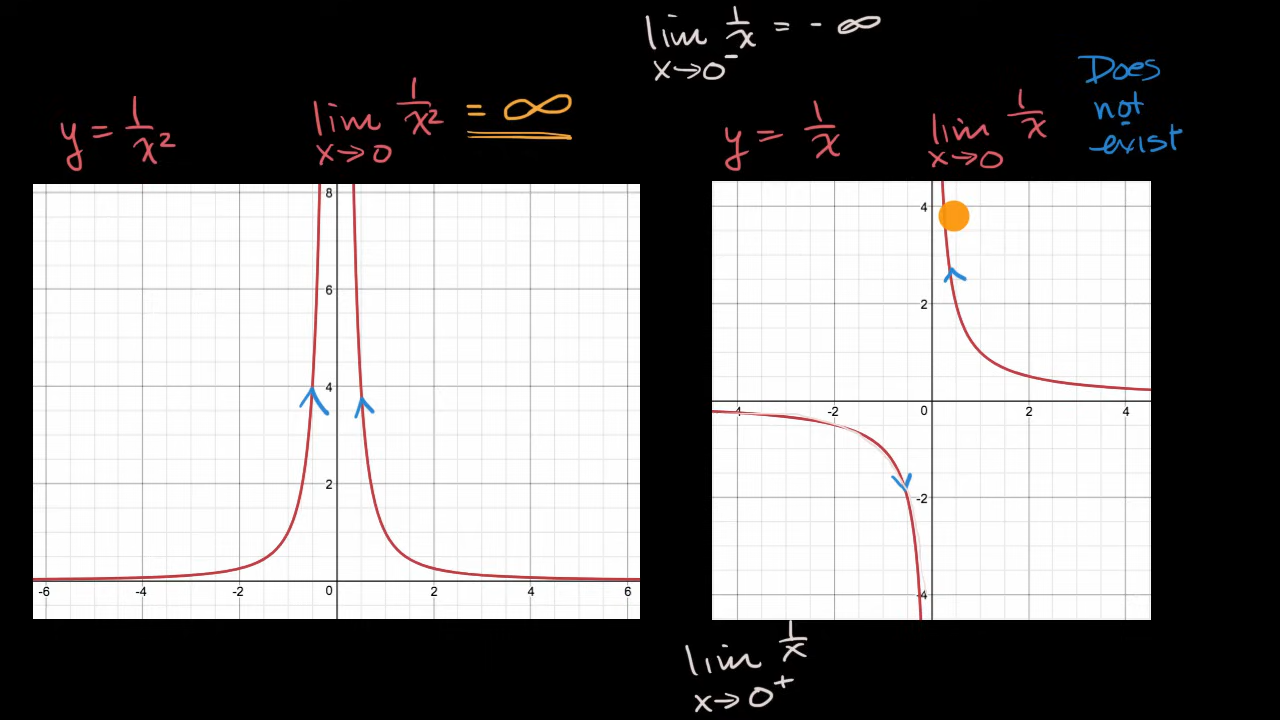 lim 1/x = - ∞
x→0⁻
y = 1/x²
lim 1/x² = ∞
x→0
y = 1/x
lim 1/x
x→0
Does
not
exist
8
6
4
2
-6 -4 -2 0 2 4 6
4
2
-4 -2 0 2 4
-2
-4
lim 1/x
x→0⁺